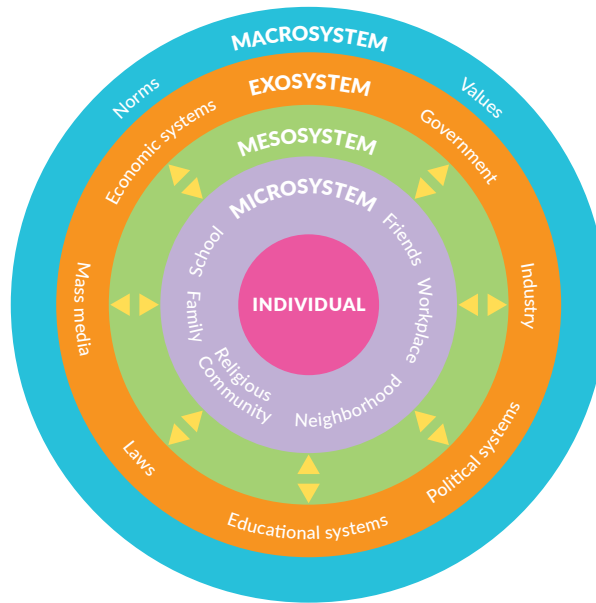 MACROSYSTEM
Norms
Values
EXOSYSTEM
Economic systems
Government
Mass media
Industry
Laws
Political systems
Educational systems
MESOSYSTEM
MICROSYSTEM
School
Friends
Family
Workplace
Religious
Community
Neighborhood
INDIVIDUAL